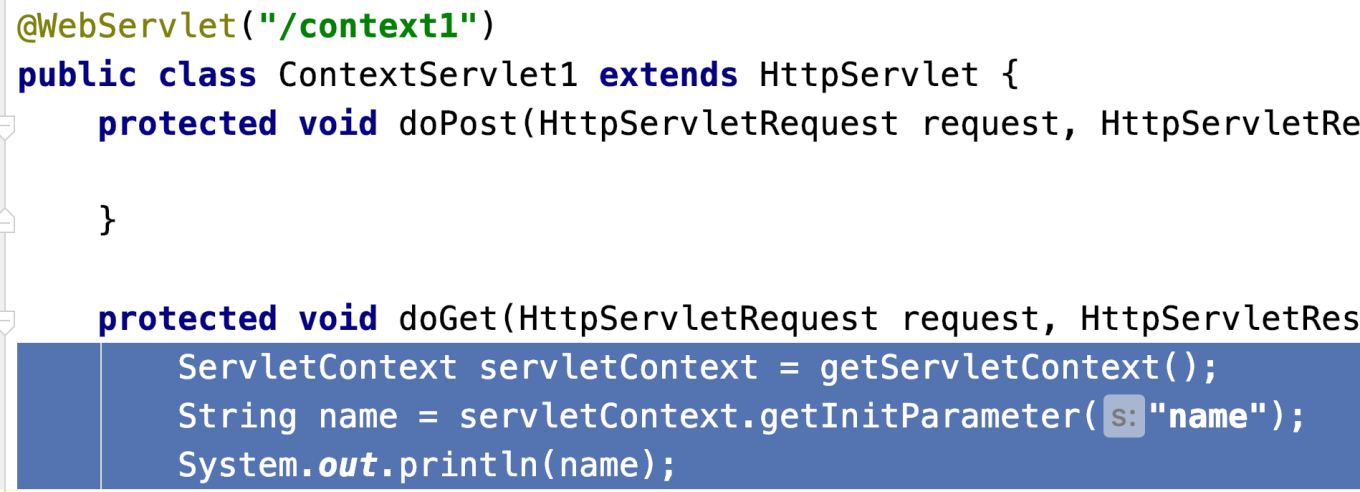 @WebServlet("/context1")
public class ContextServlet1 extends HttpServlet {
protected void doPost(HttpServletRequest request, HttpServletRe
}
protected void doGet(HttpServletRequest request, HttpServletRes
ServletContext servletContext = getServletContext();
String name = servletContext.getInitParameter( s: "name");
System.out.println(name);